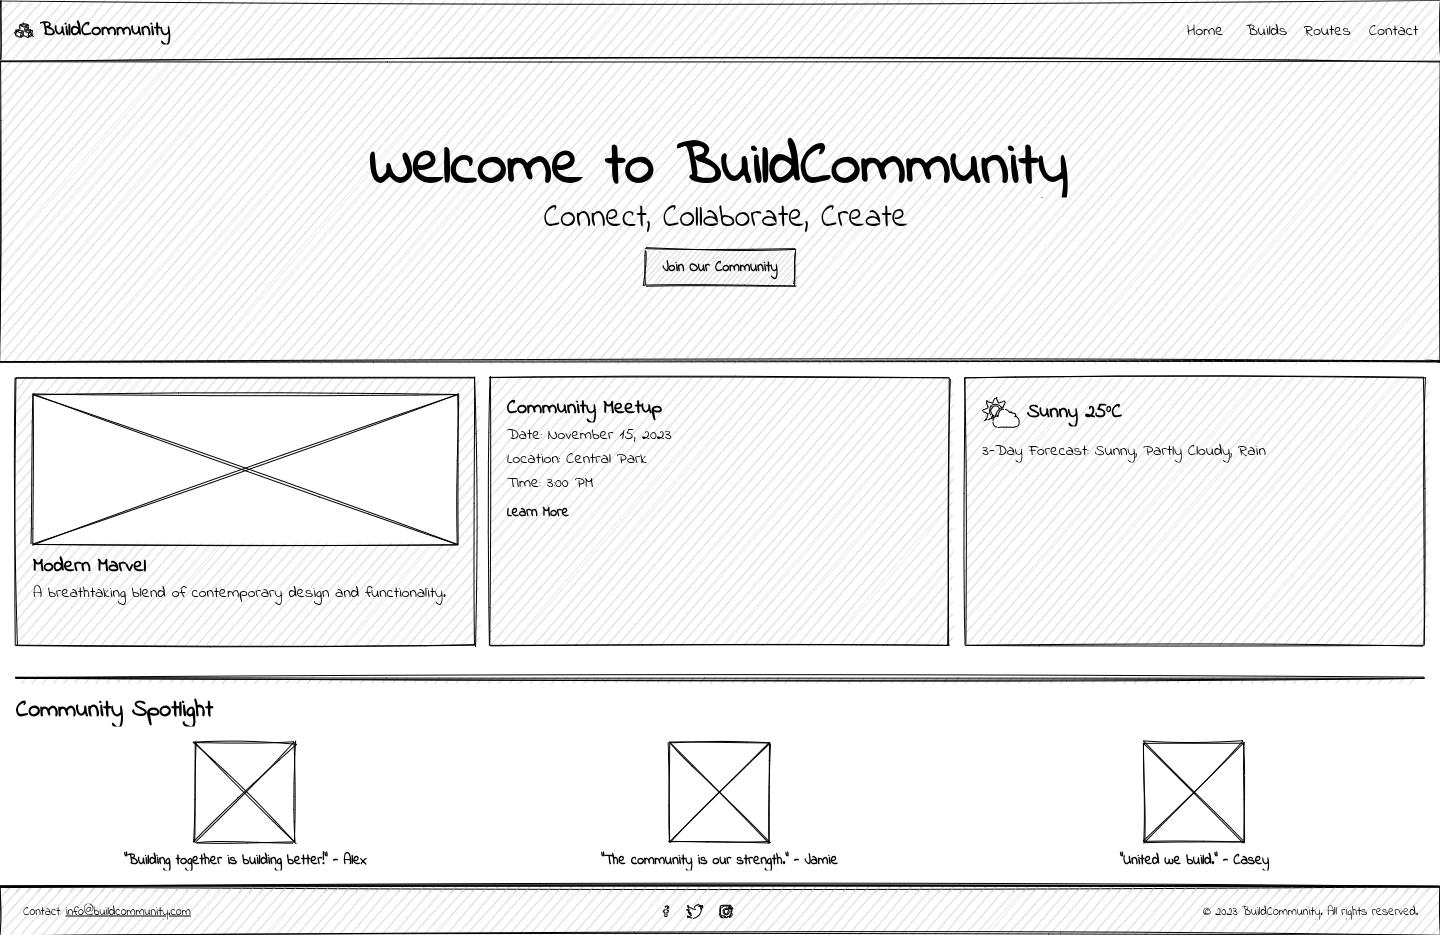 BuildCommunity
Home Builds Routes Contact
Welcome to BuildCommunity
Connect, Collaborate, Create
Join Our Community
Modern Marvel
A breathtaking blend of contemporary design and functionality.
Community Meetup
Date: November 15, 2023
Location: Central Park
Time: 3:00 PM
Learn More
Sunny 25°C
3-Day Forecast: Sunny, Partly Cloudy, Rain
Community Spotlight
"Building together is building better!" - Alex
"The community is our strength." - Jamie
"United we build." - Casey
Contact info@buildcommunity.com
© 2023 BuildCommunity. All rights reserved.